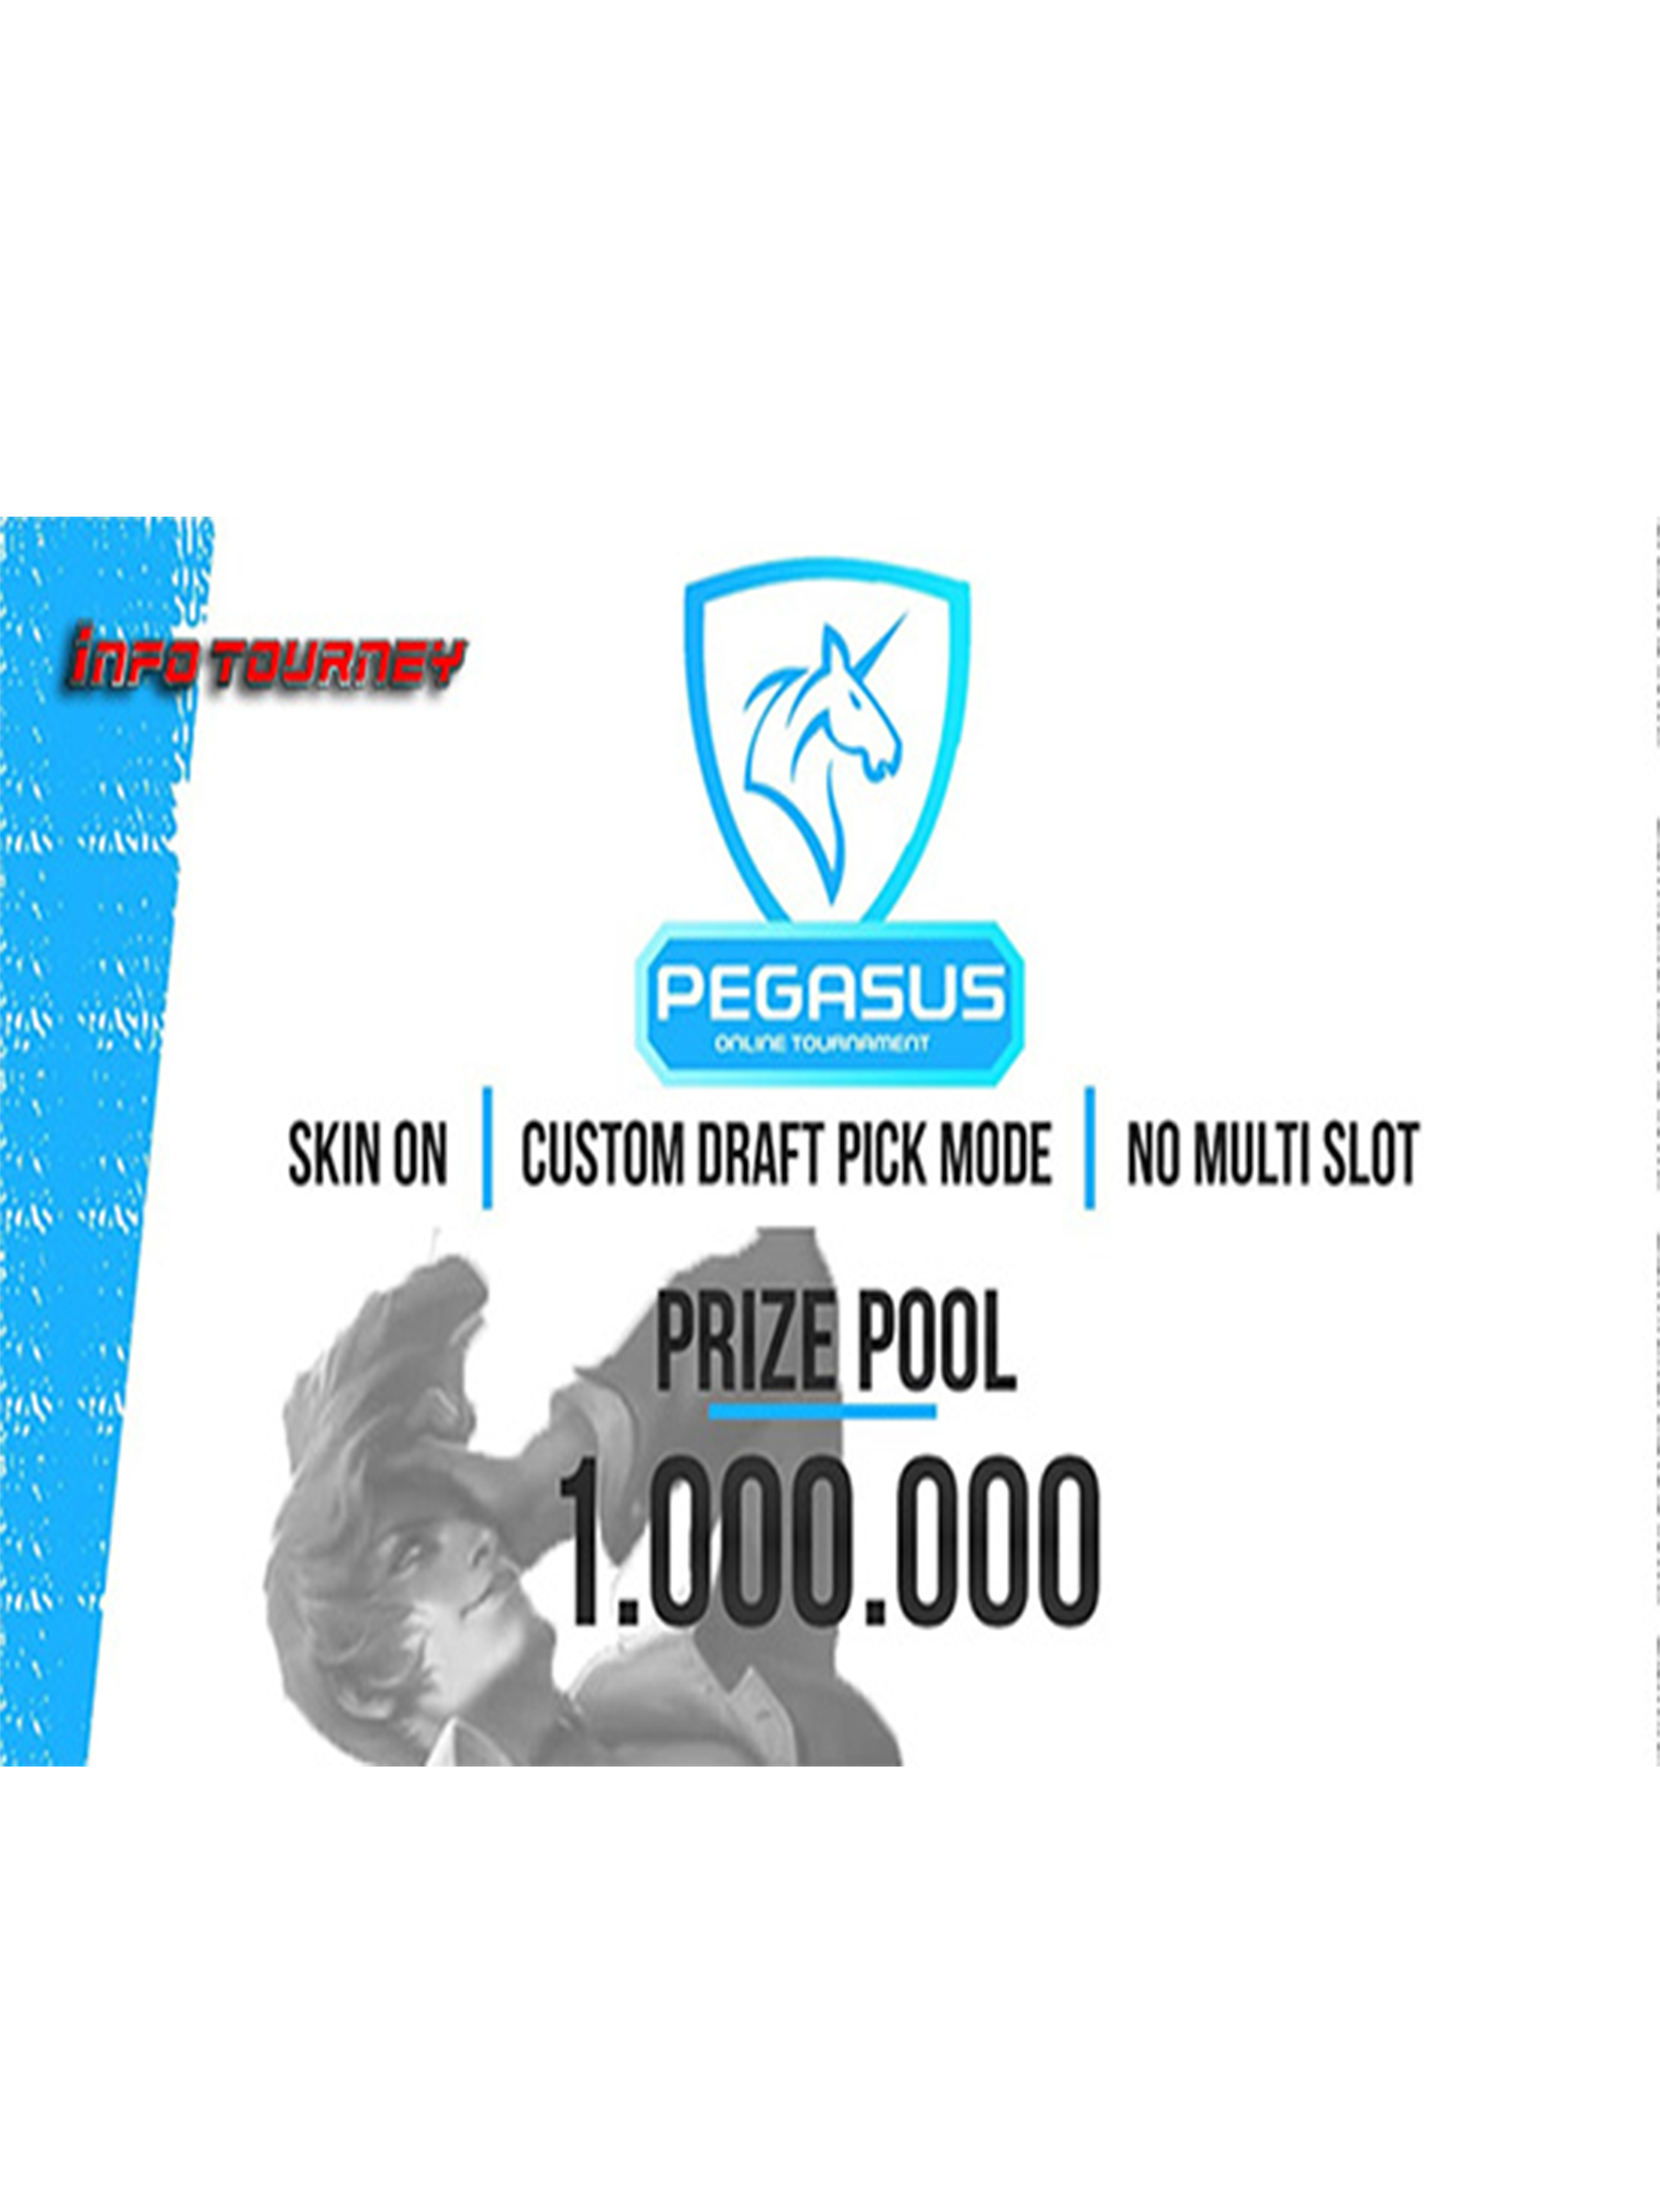 INFO TOURNEY
PEGASUS
ONLINE TOURNAMENT
SKIN ON | CUSTOM DRAFT PICK MODE | NO MULTI SLOT
PRIZE POOL
1.000.000